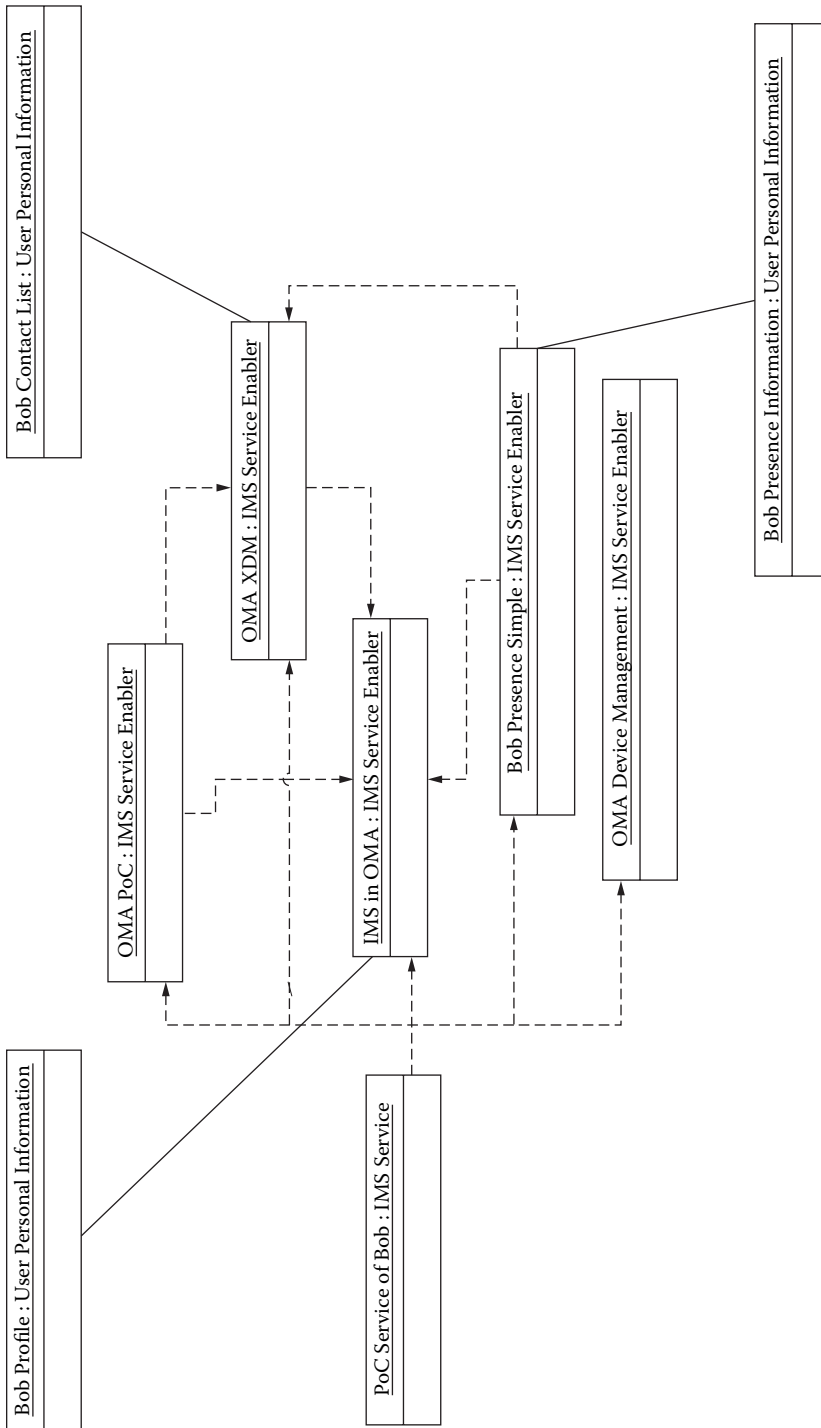 Bob Profile : User Personal Information
Bob Contact List : User Personal Information
OMA PoC : IMS Service Enabler
OMA XDM : IMS Service Enabler
IMS in OMA : IMS Service Enabler
PoC Service of Bob : IMS Service
Bob Presence Simple : IMS Service Enabler
OMA Device Management : IMS Service Enabler
Bob Presence Information : User Personal Information